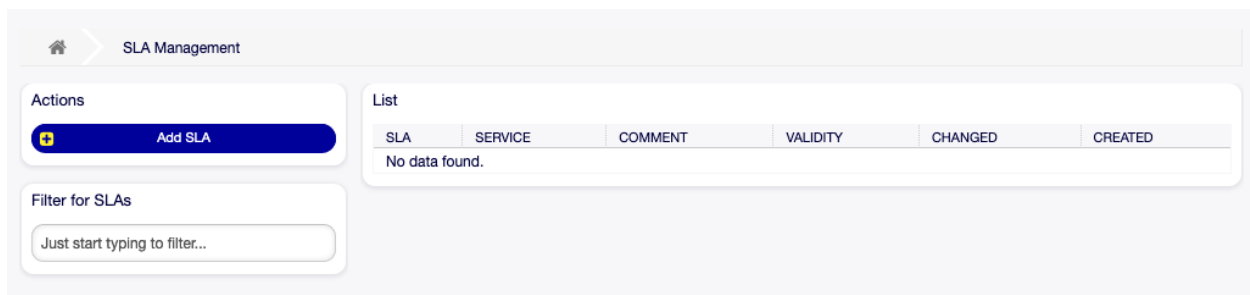 SLA Management
Actions
Add SLA
Filter for SLAs
Just start typing to filter...
List
SLA SERVICE COMMENT VALIDITY CHANGED CREATED
No data found.